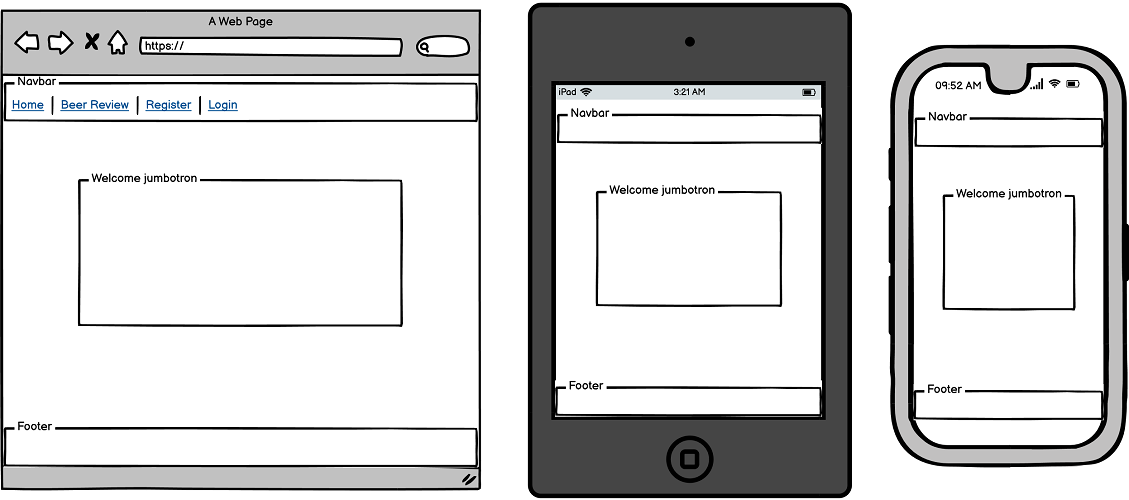 A Web Page
https://
Navbar
Home Beer Review Register Login
Welcome jumbotron
Footer
iPad 3:21 AM
Navbar
Welcome jumbotron
Footer
09:52 AM
Navbar
Welcome jumbotron
Footer